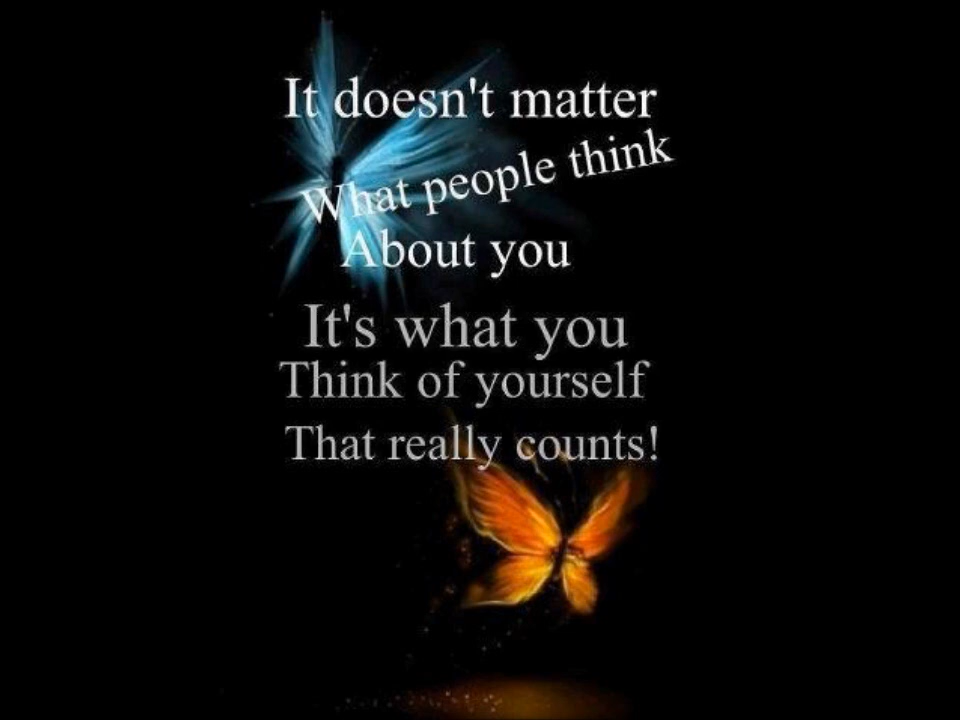 It doesn't matter
What people think
About you
It's what you
Think of yourself
That really counts!